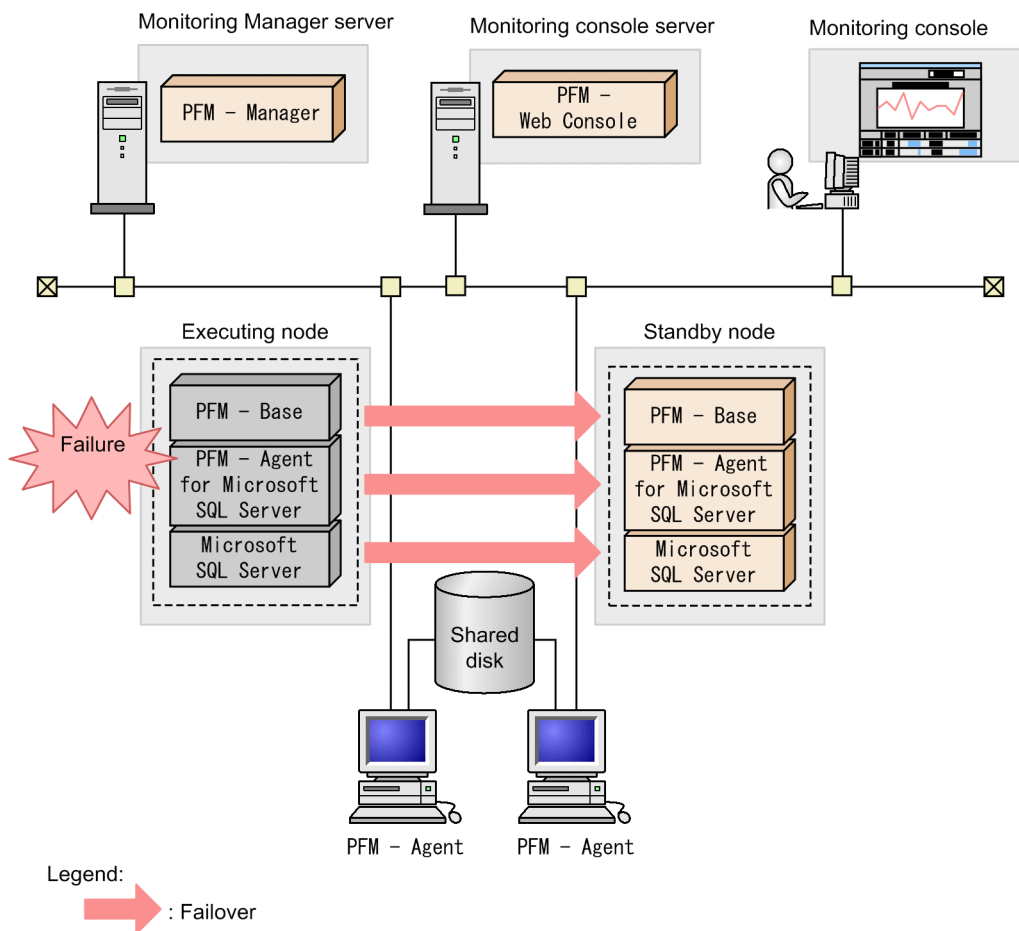 Monitoring Manager server
Monitoring console server
Monitoring console
PFM - Manager
PFM -
Web Console
Executing node
Standby node
Failure
PFM - Base
PFM - Agent
for Microsoft
SQL Server
Microsoft
SQL Server
PFM - Base
PFM - Agent
for Microsoft
SQL Server
Microsoft
SQL Server
Shared
disk
PFM - Agent
PFM - Agent
Legend:
: Failover